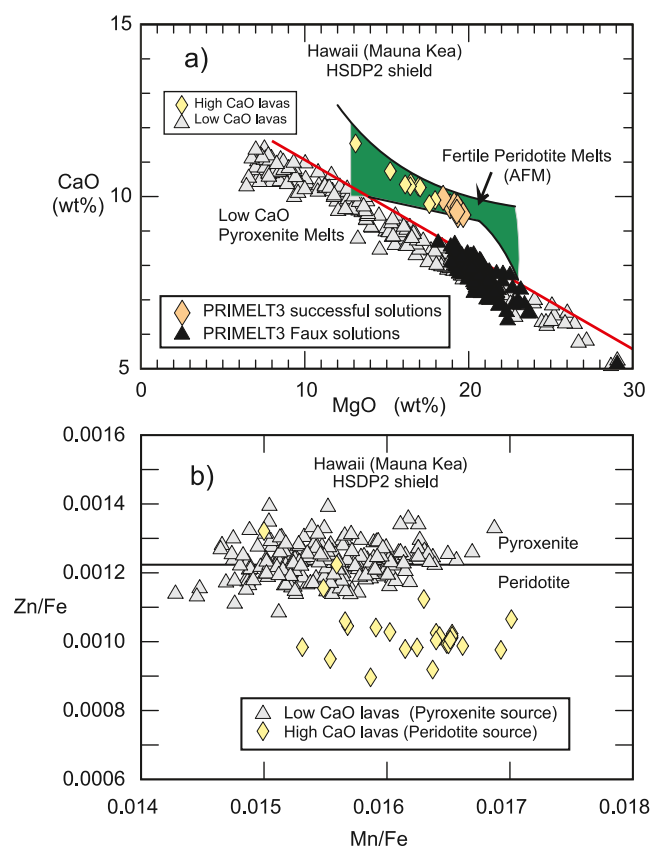 15
a)
Hawaii (Mauna Kea)
HSDP2 shield
High CaO lavas
Low CaO lavas
Fertile Peridotite Melts
(AFM)
CaO
(wt%)
10
Low CaO
Pyroxenite Melts
PRIMELT3 successful solutions
PRIMELT3 Faux solutions
5
0
10
20
30
MgO (wt%)
0.0016
b)
Hawaii (Mauna Kea)
HSDP2 shield
0.0014
Pyroxenite
0.0012
Peridotite
Zn/Fe
0.0010
0.0008
Low CaO lavas (Pyroxenite source)
High CaO lavas (Peridotite source)
0.0006
0.014
0.015
0.016
0.017
0.018
Mn/Fe